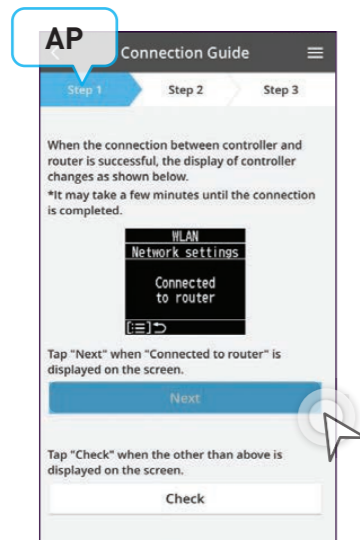 AP
Connection Guide
Step 1 Step 2 Step 3
When the connection between controller and
router is successful, the display of controller
changes as shown below.
*It may take a few minutes until the connection
is completed.
WLAN
Network settings
Connected
to router
[:☰]⮌
Tap "Next" when "Connected to router" is
displayed on the screen.
Next
Tap "Check" when the other than above is
displayed on the screen.
Check